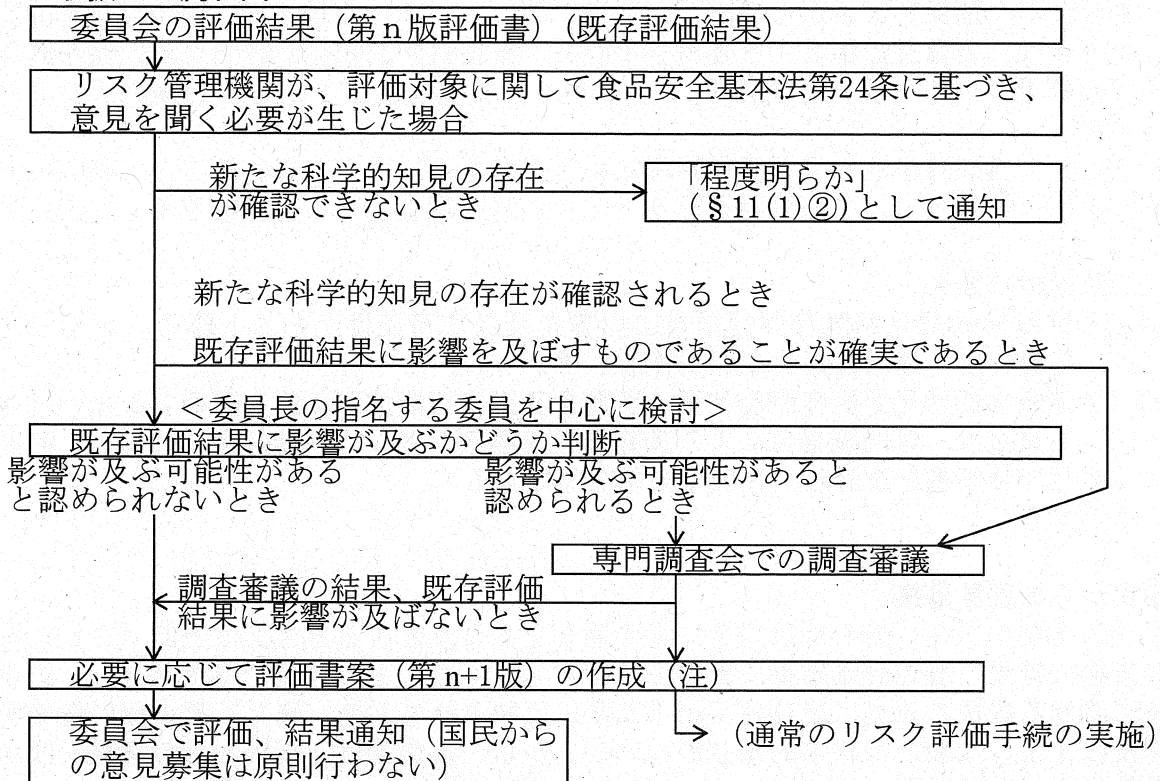 委員会の評価結果（第ｎ版評価書）（既存評価結果）
リスク管理機関が、評価対象に関して食品安全基本法第24条に基づき、
意見を聞く必要が生じた場合
新たな科学的知見の存在
が確認できないとき
「程度明らか」
（§11(1)②）として通知
新たな科学的知見の存在が確認されるとき
既存評価結果に影響を及ぼすものであることが確実であるとき
＜委員長の指名する委員を中心に検討＞
既存評価結果に影響が及ぶかどうか判断
影響が及ぶ可能性がある
と認められないとき
影響が及ぶ可能性があると
認められるとき
専門調査会での調査審議
調査審議の結果、既存評価
結果に影響が及ばないとき
必要に応じて評価書案（第n+1版）の作成（注）
委員会で評価、結果通知（国民から
の意見募集は原則行わない）
（通常のリスク評価手続の実施）